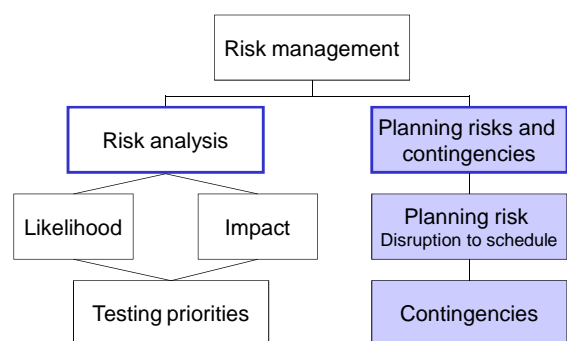 Risk management
Risk analysis
Planning risks and
contingencies
Likelihood
Impact
Planning risk
Disruption to schedule
Testing priorities
Contingencies